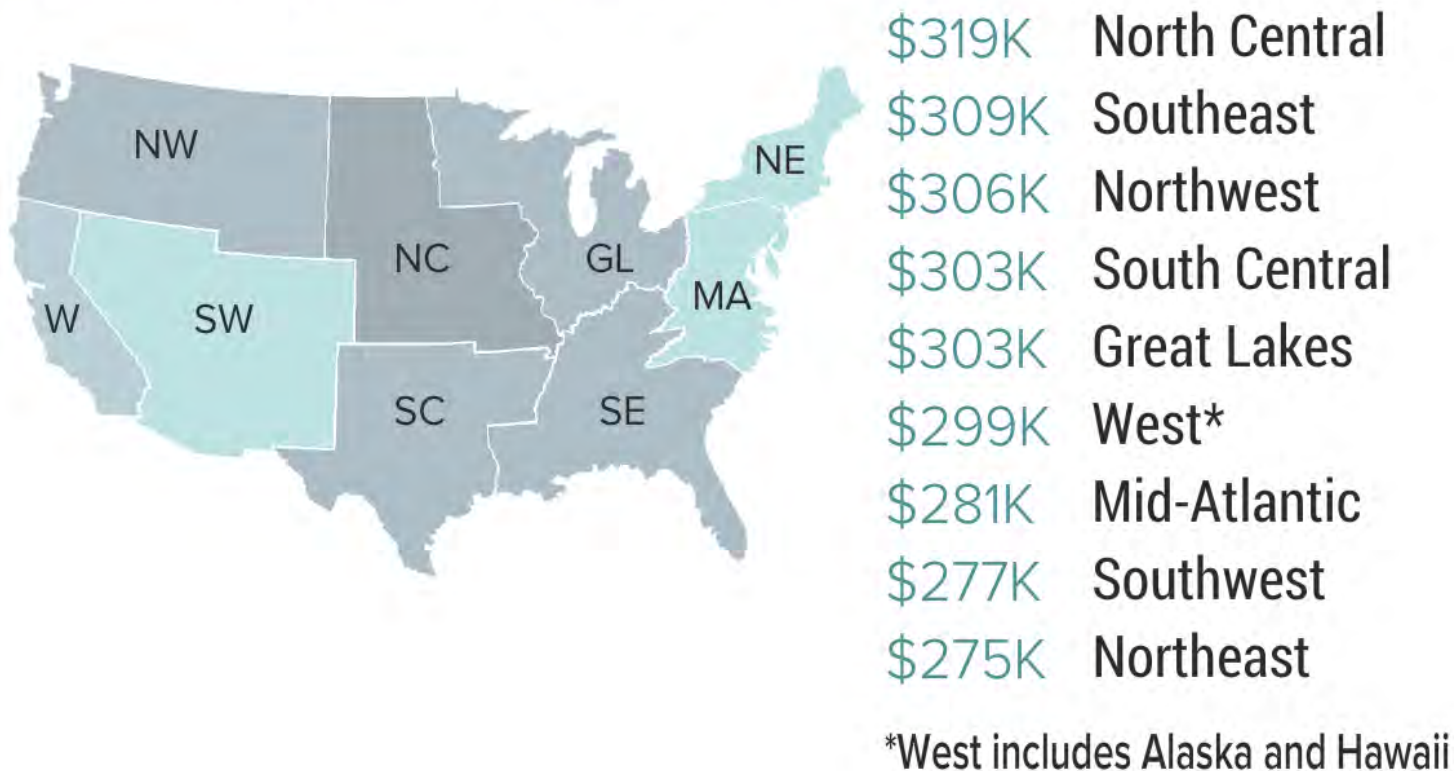 NW
NE
NC
GL
MA
W
SW
SC
SE
$319K North Central
$309K Southeast
$306K Northwest
$303K South Central
$303K Great Lakes
$299K West*
$281K Mid-Atlantic
$277K Southwest
$275K Northeast
*West includes Alaska and Hawaii